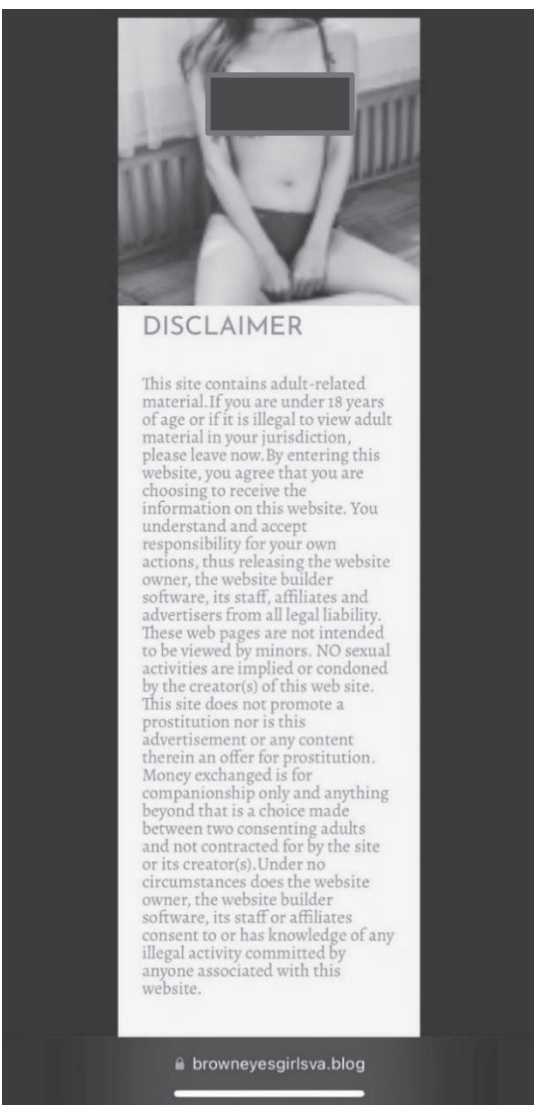 DISCLAIMER
This site contains adult-related
material.If you are under 18 years
of age or if it is illegal to view adult
material in your jurisdiction,
please leave now.By entering this
website, you agree that you are
choosing to receive the
information on this website. You
understand and accept
responsibility for your own
actions, thus releasing the website
owner, the website builder
software, its staff, affiliates and
advertisers from all legal liability.
These web pages are not intended
to be viewed by minors. NO sexual
activities are implied or condoned
by the creator(s) of this web site.
This site does not promote a
prostitution nor is this
advertisement or any content
therein an offer for prostitution.
Money exchanged is for
companionship only and anything
beyond that is a choice made
between two consenting adults
and not contracted for by the site
or its creator(s).Under no
circumstances does the website
owner, the website builder
software, its staff or affiliates
consent to or has knowledge of any
illegal activity committed by
anyone associated with this
website.
browneyesgirlsva.blog